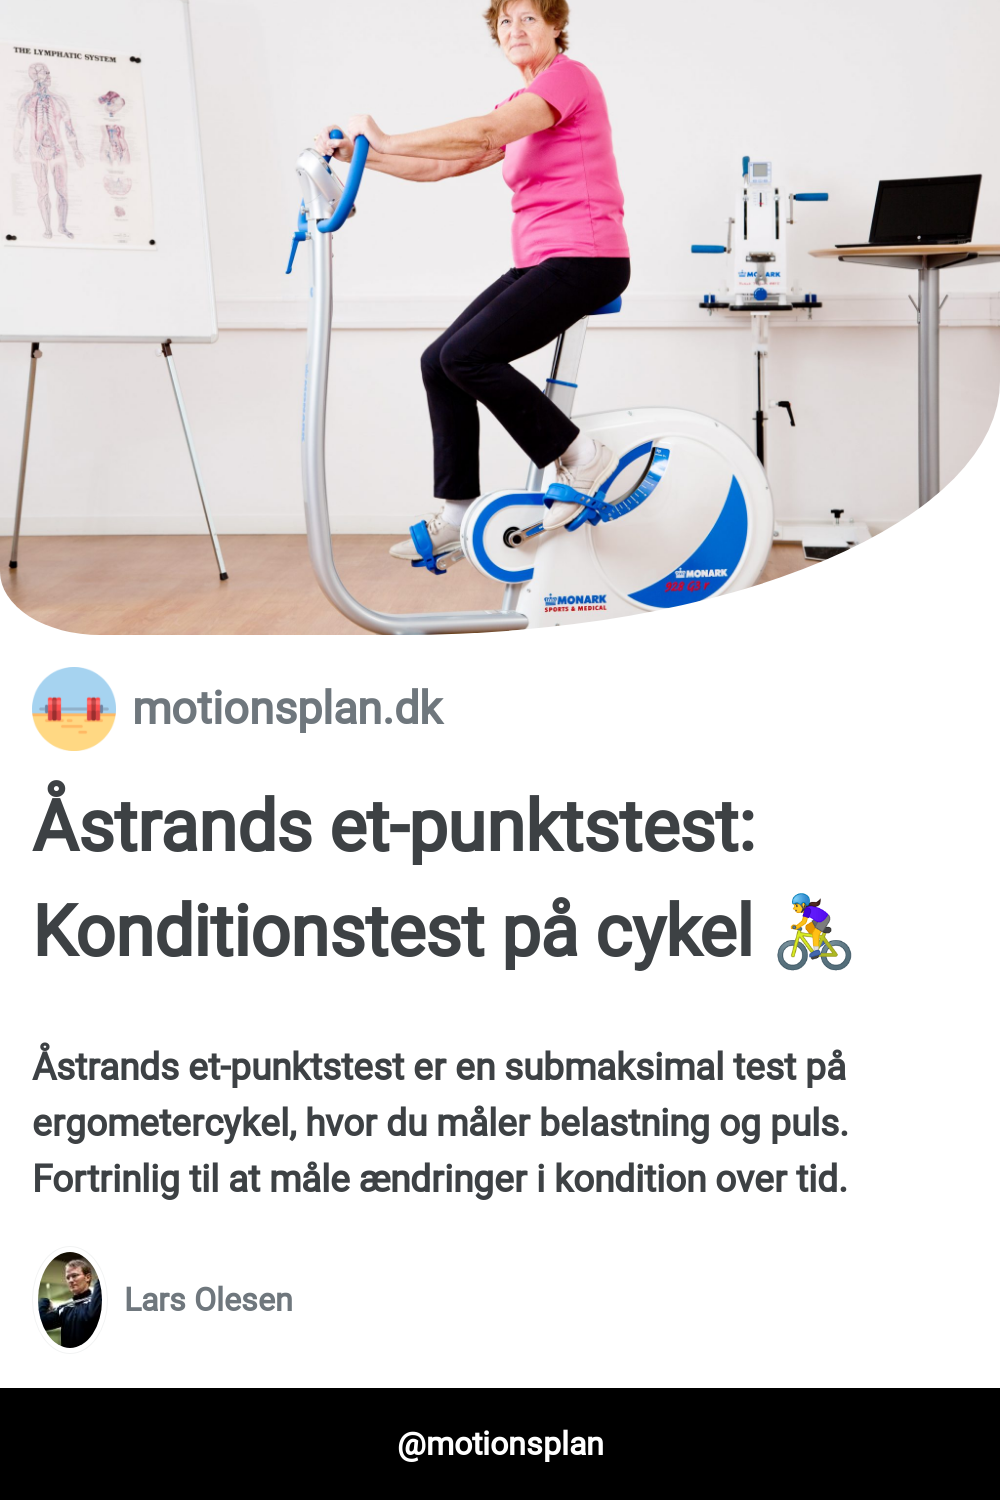 THE LYMPHATIC SYSTEM
MONARK
MONARK
MONARK
SPORTS & MEDICAL
motionsplan.dk
Åstrands et-punktstest:
Konditionstest på cykel
Åstrands et-punktstest er en submaksimal test på
ergometercykel, hvor du måler belastning og puls.
Fortrinlig til at måle ændringer i kondition over tid.
Lars Olesen
@motionsplan